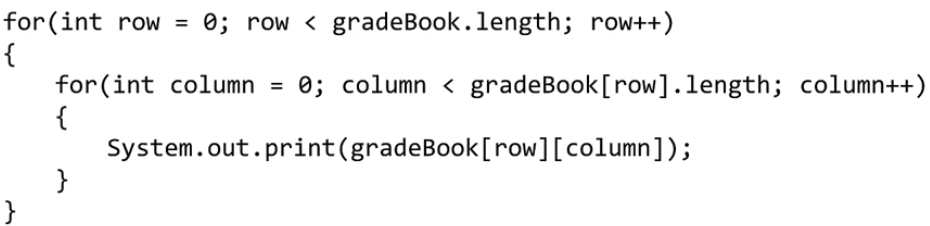 for(int row = 0; row < gradeBook.length; row++)
{
    for(int column = 0; column < gradeBook[row].length; column++)
    {
        System.out.print(gradeBook[row][column]);
    }
}